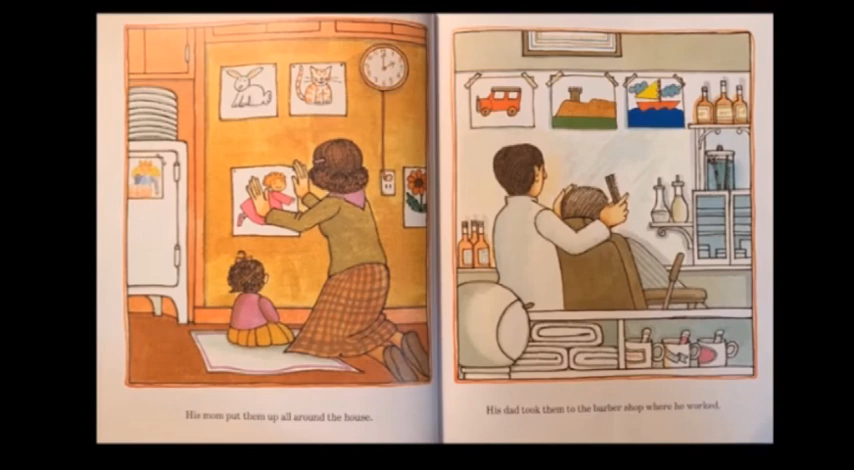 His mom put them up all around the house.
His dad took them to the barber shop where he worked.